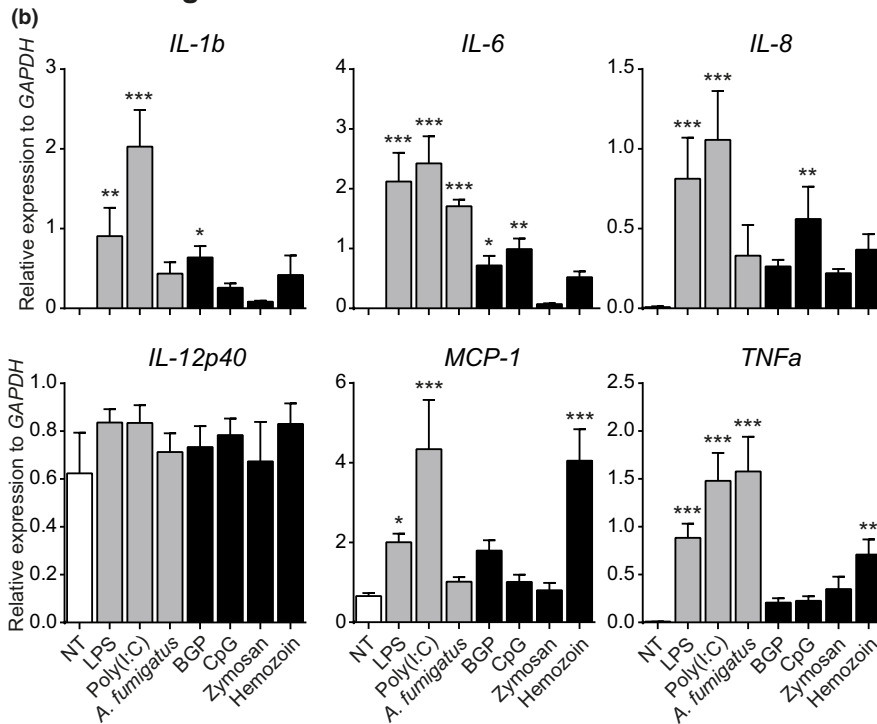 (b)
IL-1b
Relative expression to GAPDH
3
2
1
0
**
***
*
IL-6
4
3
2
1
0
***
***
***
*
**
IL-8
1.5
1.0
0.5
0.0
***
***
**
IL-12p40
Relative expression to GAPDH
1.0
0.8
0.6
0.4
0.2
0.0
NT
LPS
Poly(I:C)
A. fumigatus
BGP
CpG
Zymosan
Hemozoin
MCP-1
6
4
2
0
*
***
***
NT
LPS
Poly(I:C)
A. fumigatus
BGP
CpG
Zymosan
Hemozoin
TNFa
2.5
2.0
1.5
1.0
0.5
0.0
***
***
***
**
NT
LPS
Poly(I:C)
A. fumigatus
BGP
CpG
Zymosan
Hemozoin